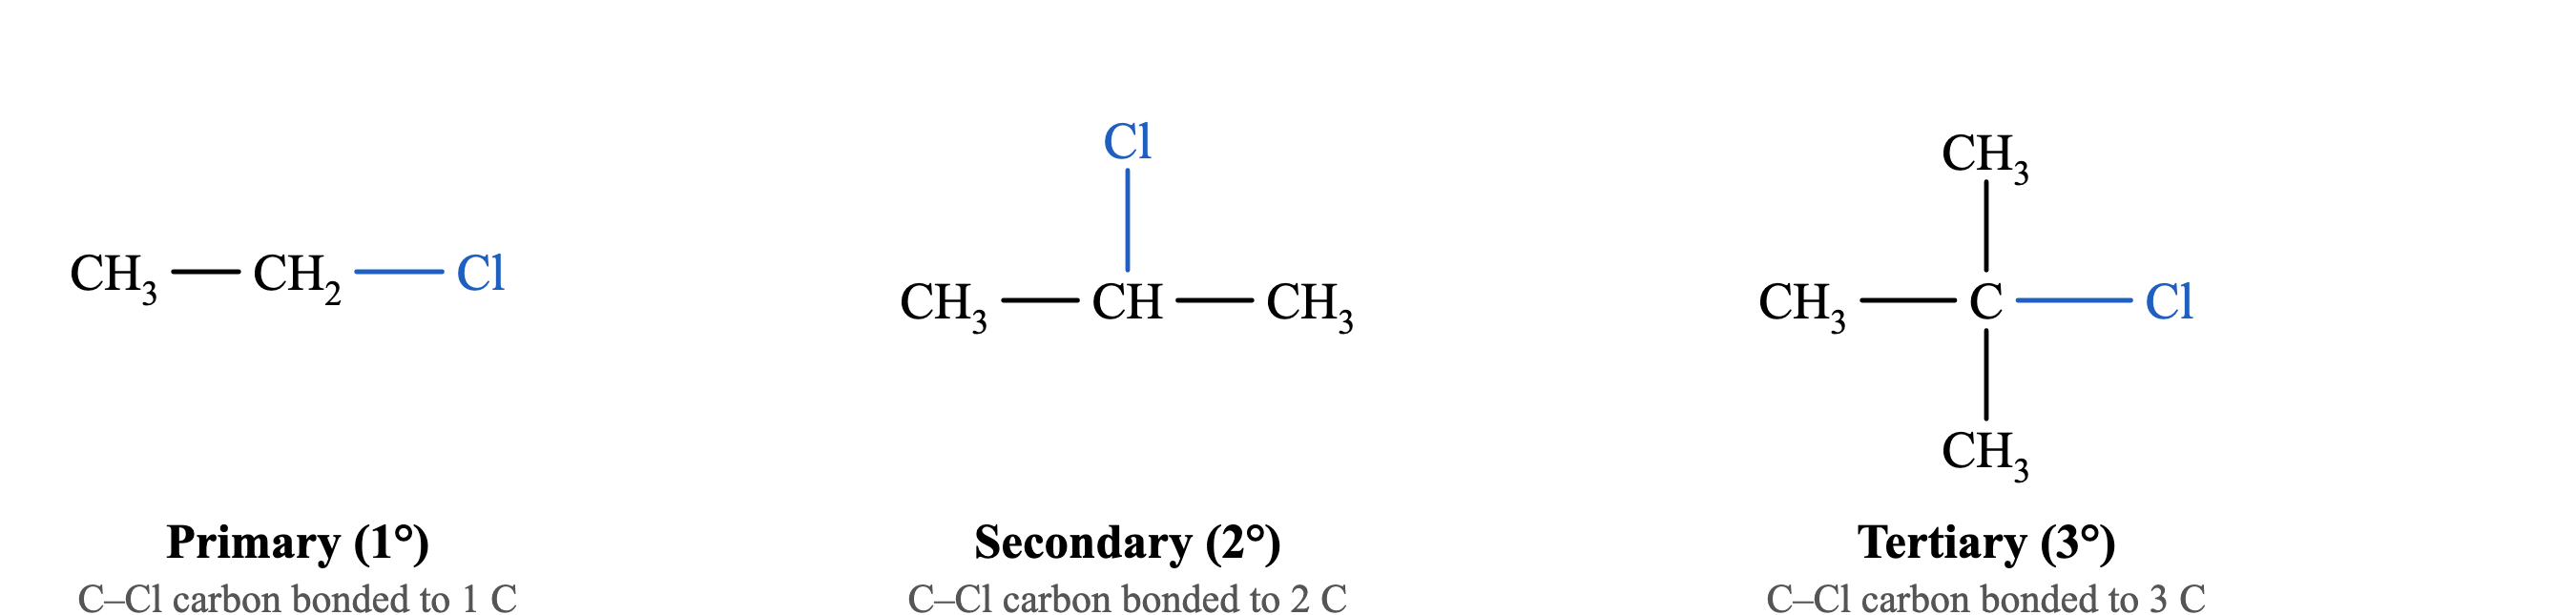 CH₃—CH₂—Cl
Primary (1°)
C–Cl carbon bonded to 1 C
Cl
CH₃—CH—CH₃
Secondary (2°)
C–Cl carbon bonded to 2 C
CH₃
CH₃—C—Cl
CH₃
Tertiary (3°)
C–Cl carbon bonded to 3 C